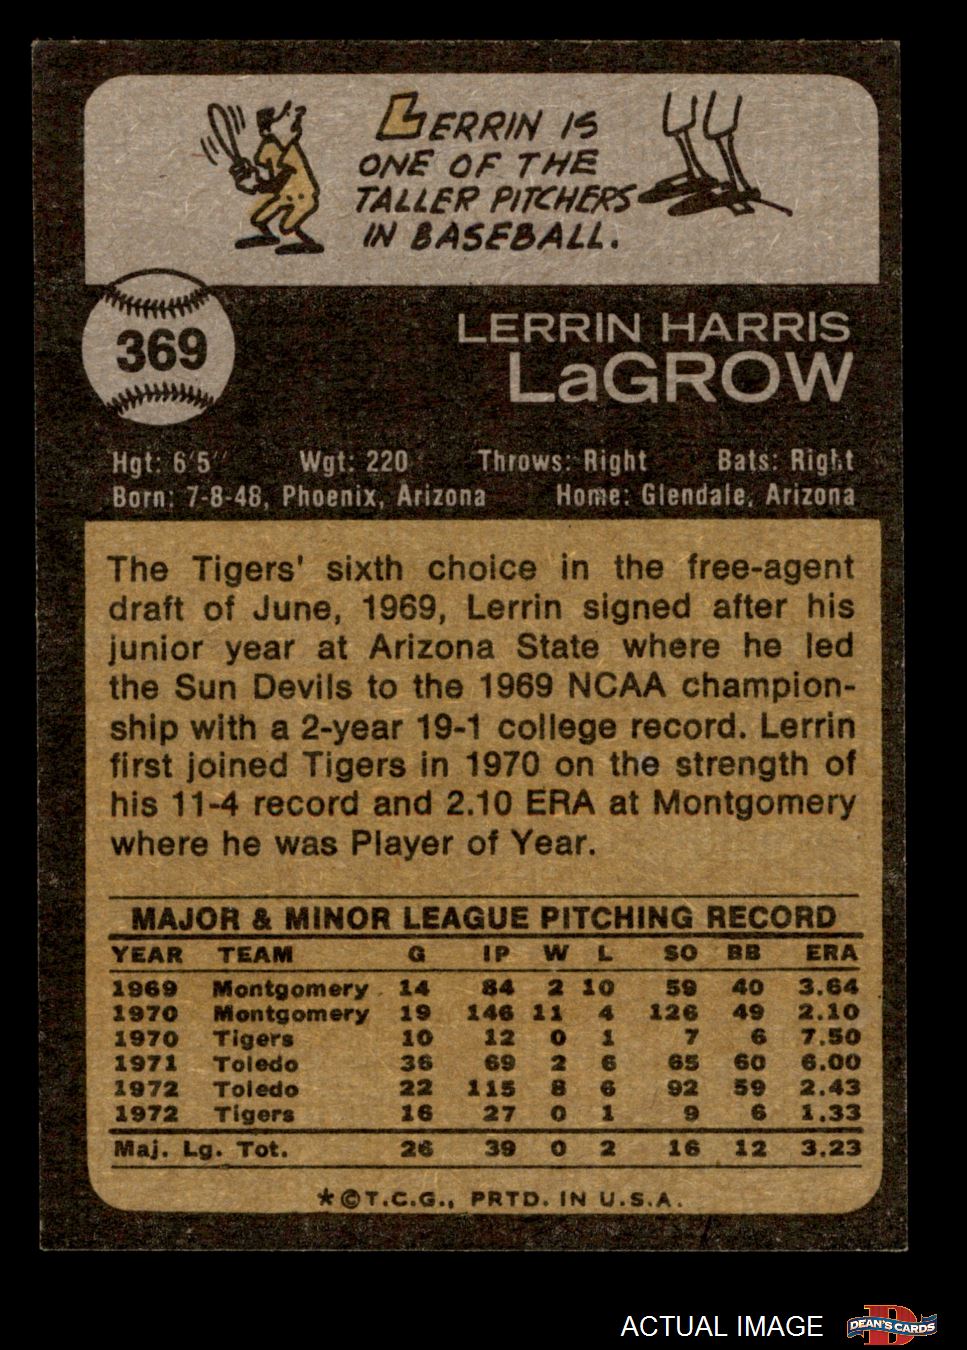 LERRIN IS
ONE OF THE
TALLER PITCHERS
IN BASEBALL.
369
LERRIN HARRIS
LaGROW
Hgt: 6'5" Wgt: 220 Throws: Right Bats: Right
Born: 7-8-48, Phoenix, Arizona Home: Glendale, Arizona
The Tigers' sixth choice in the free-agent
draft of June, 1969, Lerrin signed after his
junior year at Arizona State where he led
the Sun Devils to the 1969 NCAA champion-
ship with a 2-year 19-1 college record. Lerrin
first joined Tigers in 1970 on the strength of
his 11-4 record and 2.10 ERA at Montgomery
where he was Player of Year.
MAJOR & MINOR LEAGUE PITCHING RECORD
YEAR TEAM G IP W L SO BB ERA
1969 Montgomery 14 84 2 10 59 40 3.64
1970 Montgomery 19 146 11 4 126 49 2.10
1970 Tigers 10 12 0 1 7 6 7.50
1971 Toledo 36 69 2 6 65 60 6.00
1972 Toledo 22 115 8 6 92 59 2.43
1972 Tigers 16 27 0 1 9 6 1.33
Maj. Lg. Tot. 26 39 0 2 16 12 3.23
*©T.C.G., PRTD. IN U.S.A.
ACTUAL IMAGE
DEAN'S CARDS